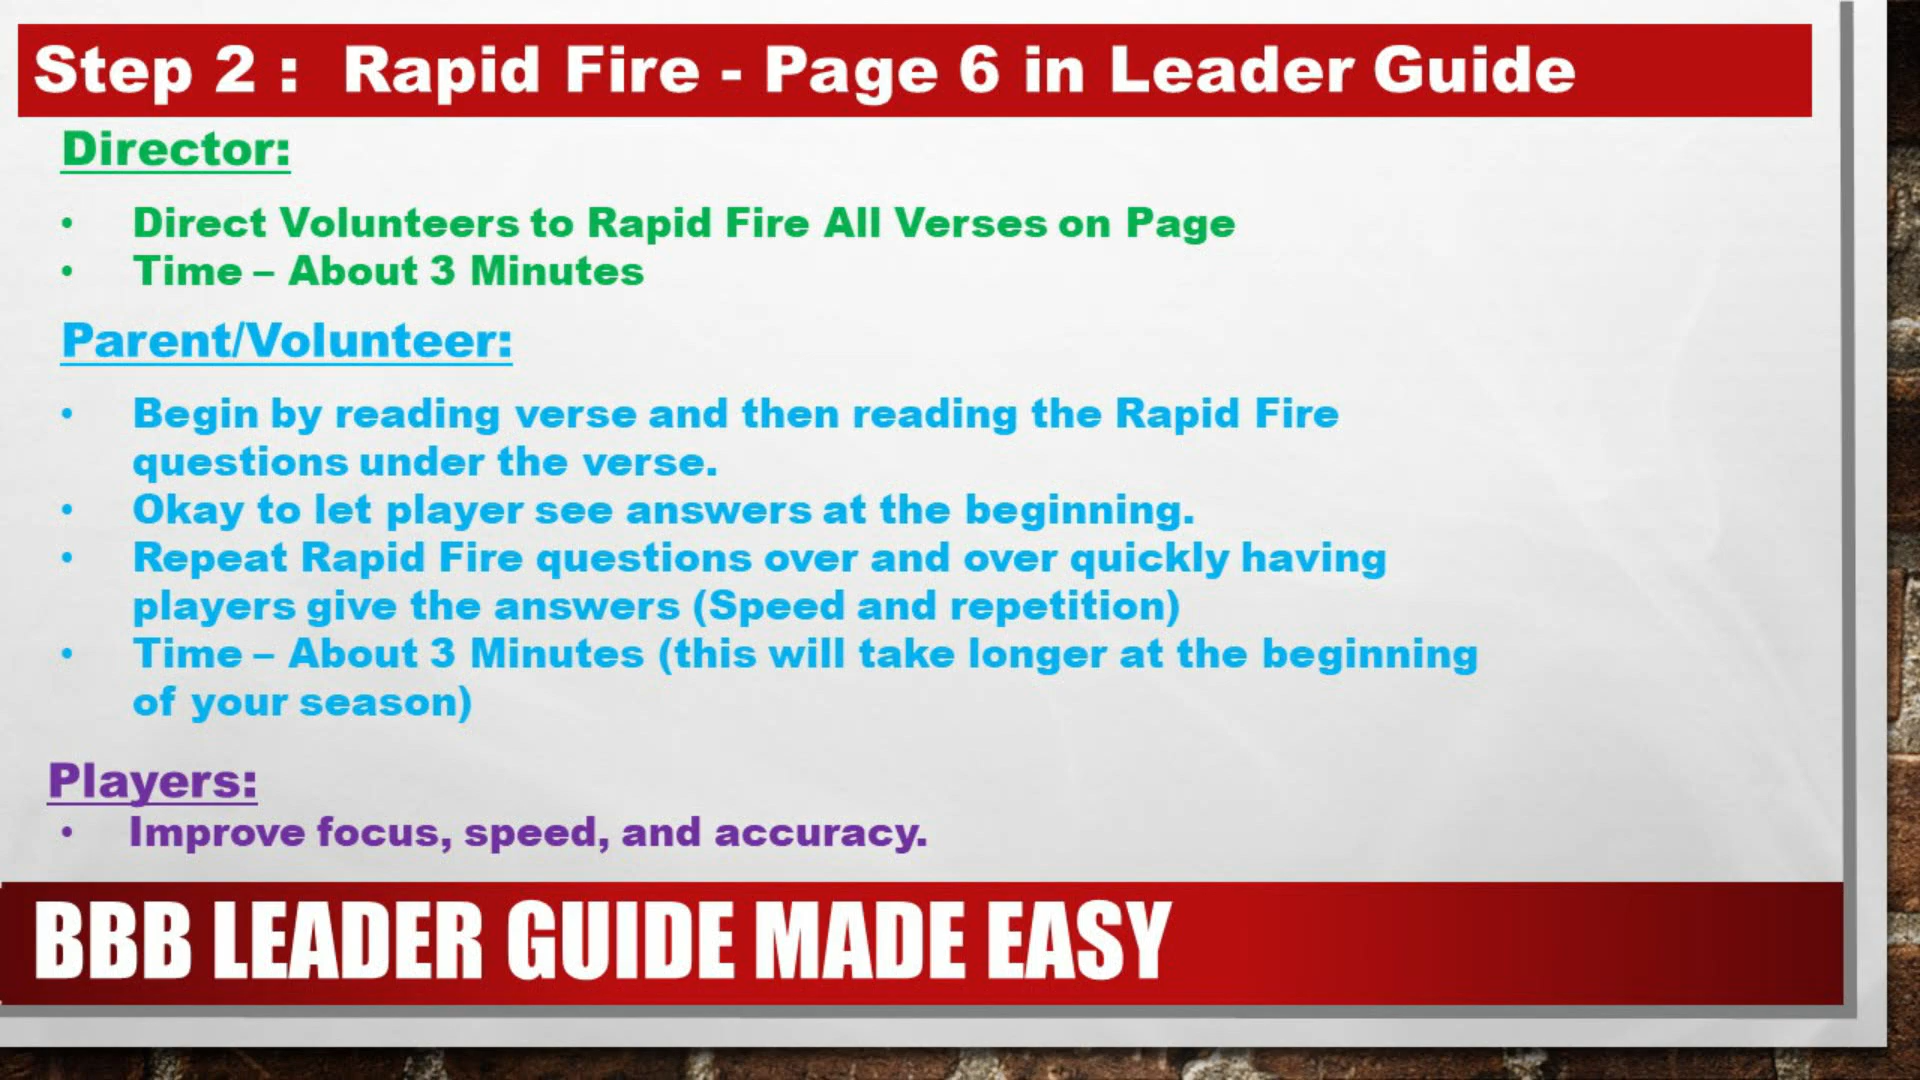 Step 2 : Rapid Fire - Page 6 in Leader Guide
Director:
• Direct Volunteers to Rapid Fire All Verses on Page
• Time – About 3 Minutes
Parent/Volunteer:
• Begin by reading verse and then reading the Rapid Fire
questions under the verse.
• Okay to let player see answers at the beginning.
• Repeat Rapid Fire questions over and over quickly having
players give the answers (Speed and repetition)
• Time – About 3 Minutes (this will take longer at the beginning
of your season)
Players:
• Improve focus, speed, and accuracy.
BBB LEADER GUIDE MADE EASY